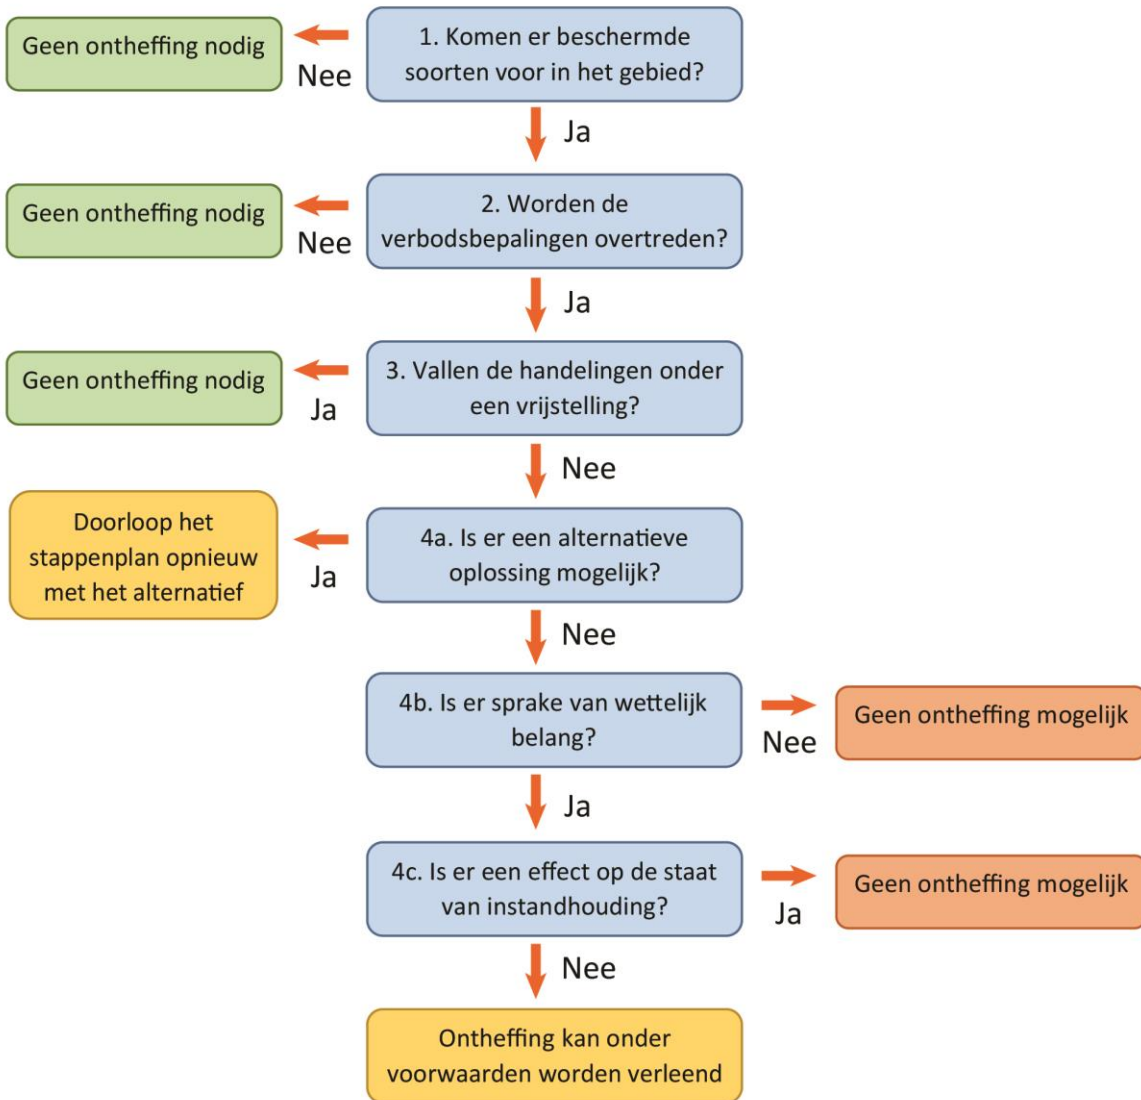 Geen ontheffing nodig
Nee
1. Komen er beschermde
soorten voor in het gebied?
Ja
Geen ontheffing nodig
Nee
2. Worden de
verbodsbepalingen overtreden?
Ja
Geen ontheffing nodig
Ja
3. Vallen de handelingen onder
een vrijstelling?
Nee
Doorloop het
stappenplan opnieuw
met het alternatief
Ja
4a. Is er een alternatieve
oplossing mogelijk?
Nee
4b. Is er sprake van wettelijk
belang?
Nee
Geen ontheffing mogelijk
Ja
4c. Is er een effect op de staat
van instandhouding?
Ja
Geen ontheffing mogelijk
Nee
Ontheffing kan onder
voorwaarden worden verleend